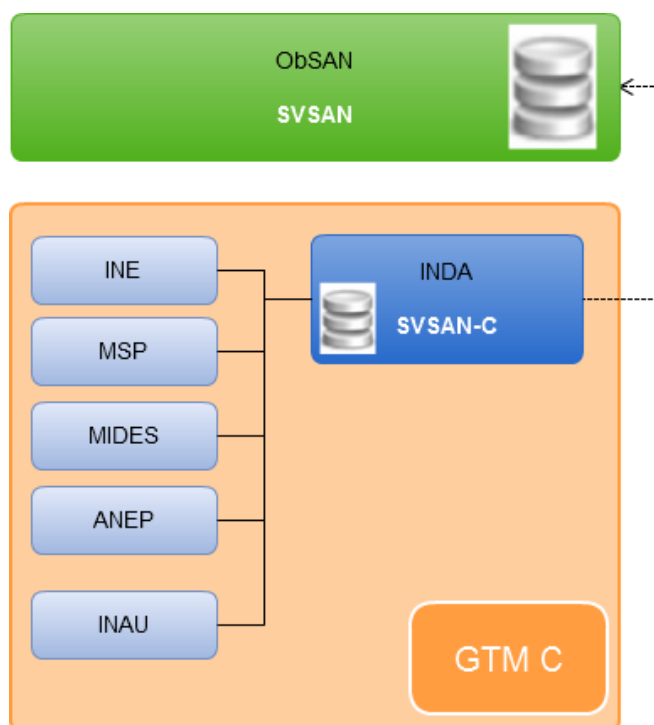 ObSAN
SVSAN
INE
MSP
MIDES
ANEP
INAU
INDA
SVSAN-C
GTM C